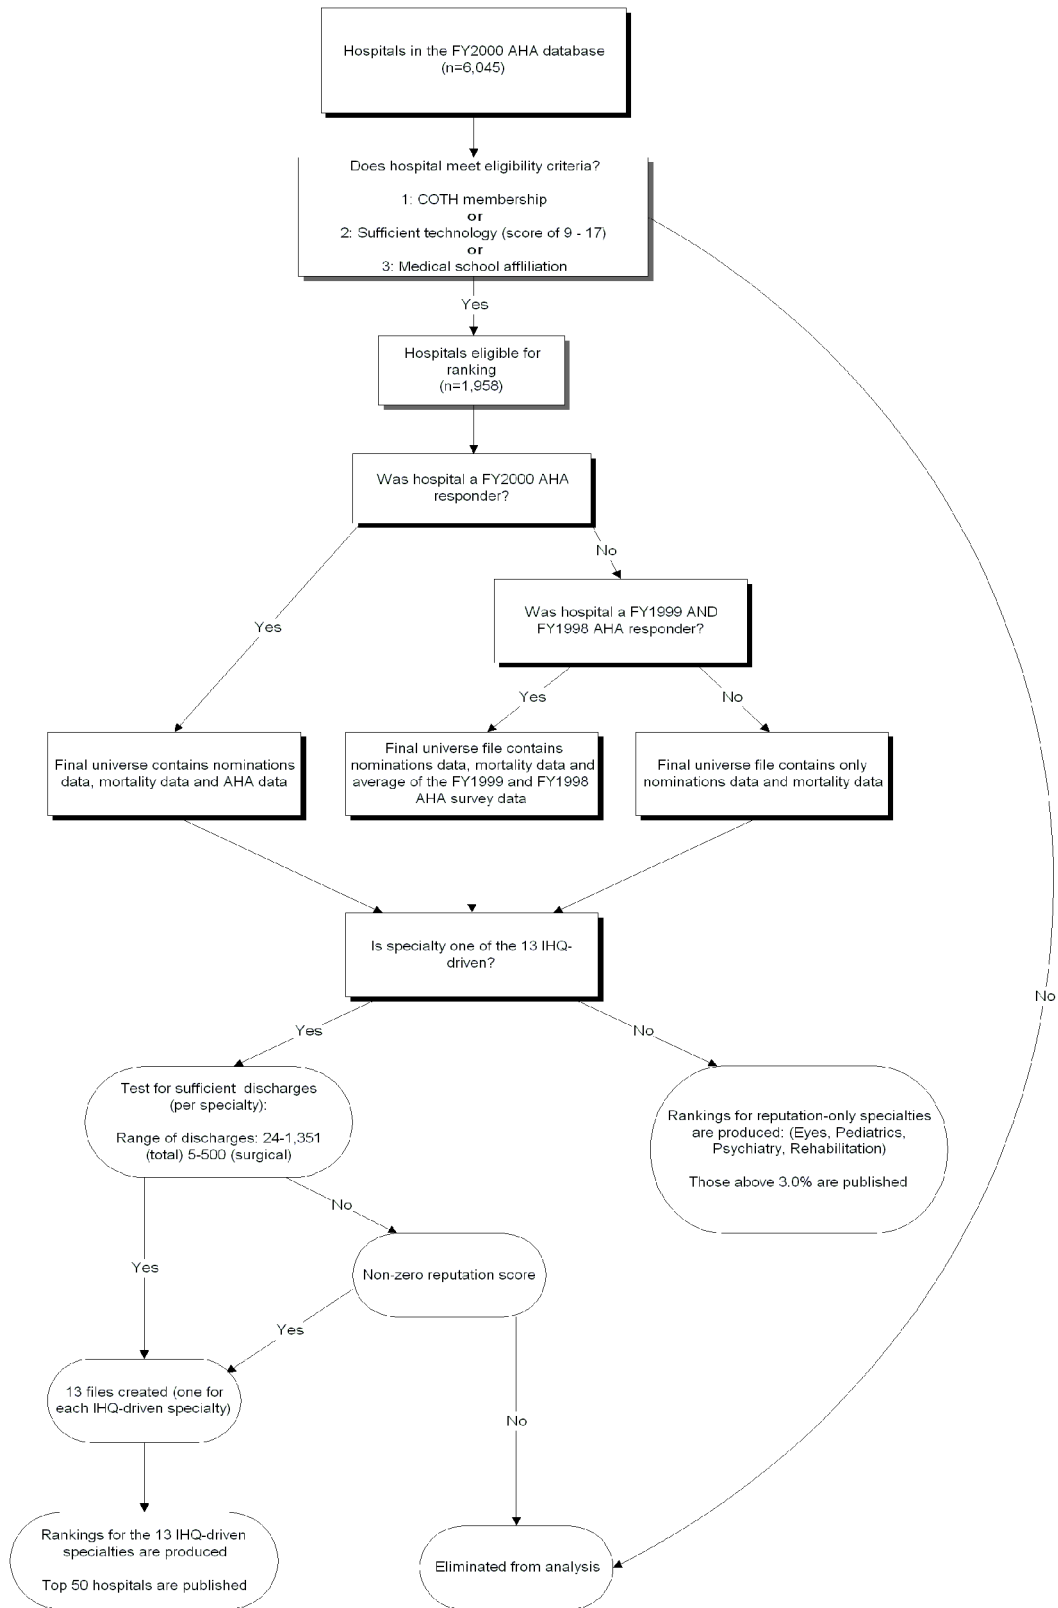 Hospitals in the FY2000 AHA database
(n=6,045)
Does hospital meet eligibility criteria?
1: COTH membership
or
2: Sufficient technology (score of 9 - 17)
or
3: Medical school affliliation
Yes
Hospitals eligible for
ranking
(n=1,958)
Was hospital a FY2000 AHA
responder?
No
Was hospital a FY1999 AND
FY1998 AHA responder?
Yes
Yes
No
Final universe contains nominations
data, mortality data and AHA data
Final universe file contains
nominations data, mortality data and
average of the FY1999 and FY1998
AHA survey data
Final universe file contains only
nominations data and mortality data
Is specialty one of the 13 IHQ-
driven?
No
Yes
No
Test for sufficient discharges
(per specialty):
Range of discharges: 24-1,351
(total) 5-500 (surgical)
Rankings for reputation-only specialties
are produced: (Eyes, Pediatrics,
Psychiatry, Rehabilitation)
Those above 3.0% are published
No
Yes
Non-zero reputation score
Yes
13 files created (one for
each IHQ-driven specialty)
No
Rankings for the 13 IHQ-driven
specialties are produced
Top 50 hospitals are published
Eliminated from analysis